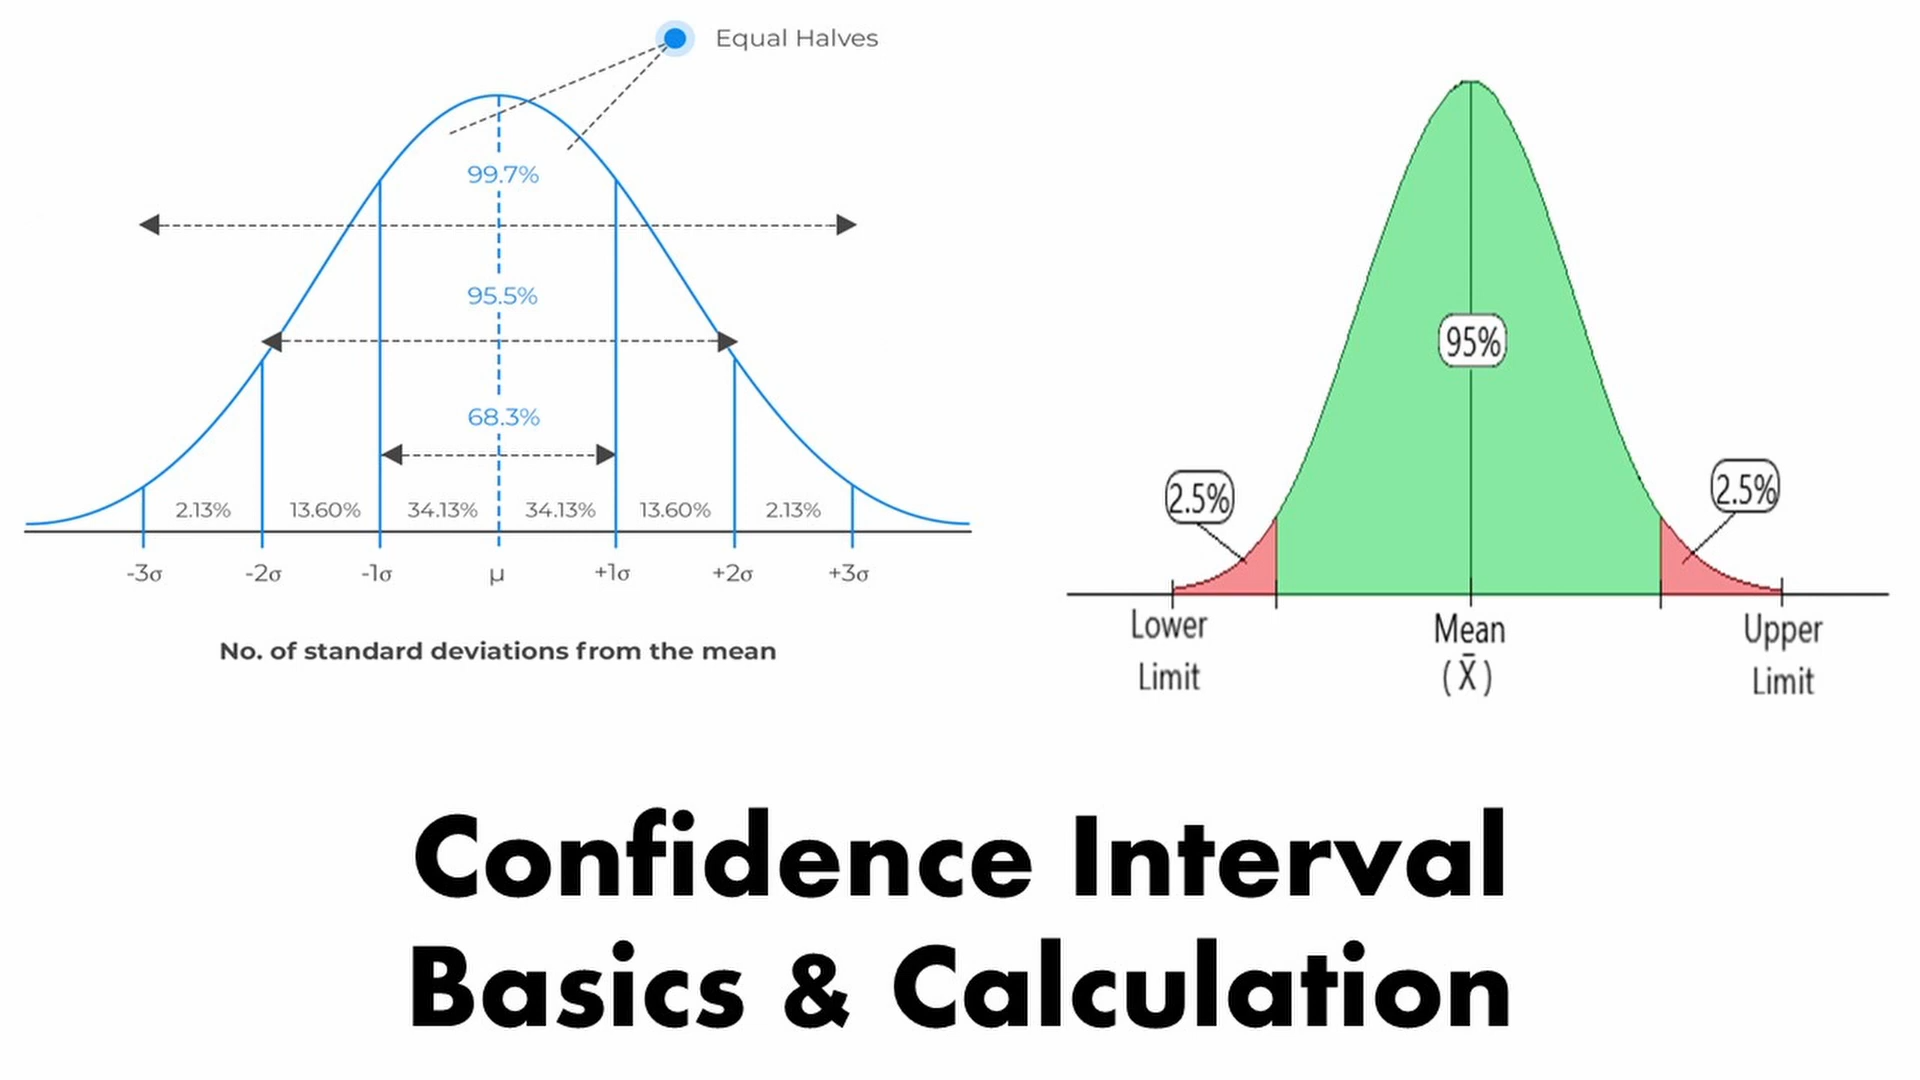 Equal Halves
99.7%
95.5%
68.3%
2.13% 13.60% 34.13% 34.13% 13.60% 2.13%
-3σ -2σ -1σ μ +1σ +2σ +3σ
No. of standard deviations from the mean
95%
2.5% 2.5%
Lower Limit
Mean
(X̄)
Upper Limit
Confidence Interval
Basics & Calculation